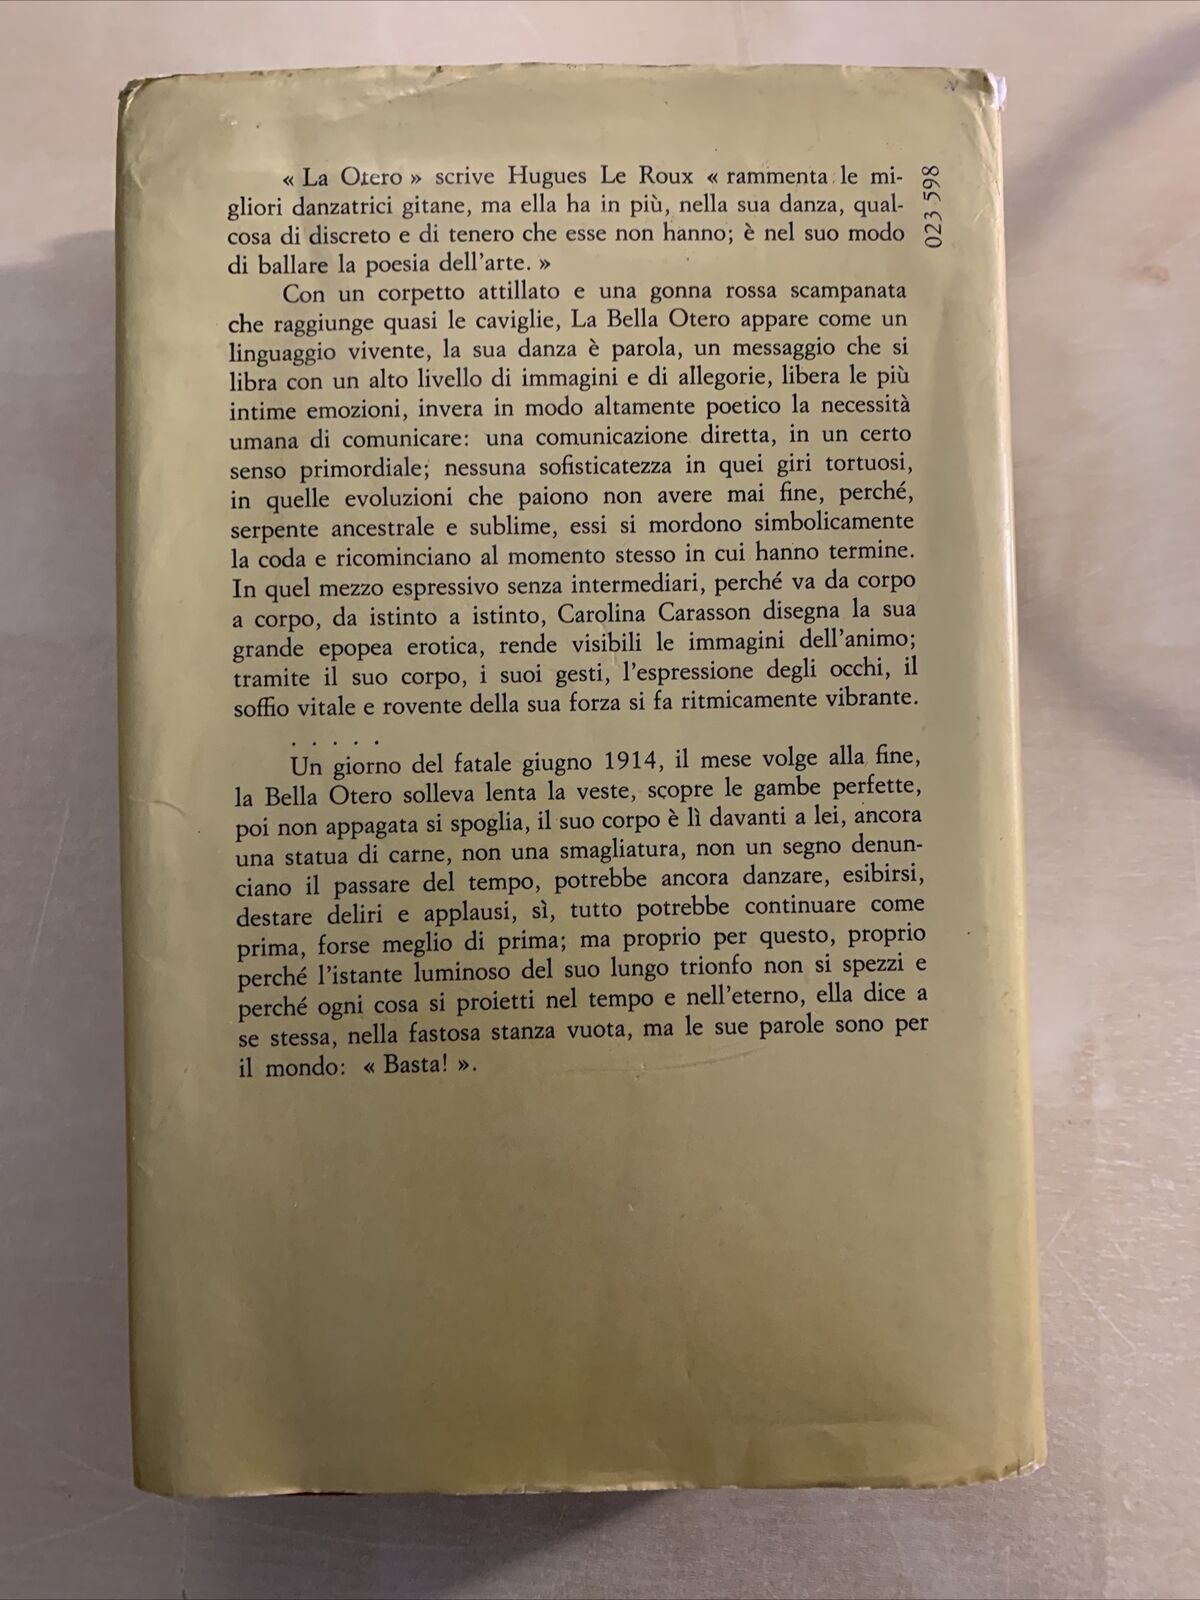 « La Otero » scrive Hugues Le Roux « rammenta le mi-
gliori danzatrici gitane, ma ella ha in più, nella sua danza, qual-
cosa di discreto e di tenero che esse non hanno; è nel suo modo
di ballare la poesia dell'arte. »
Con un corpetto attillato e una gonna rossa scampanata
che raggiunge quasi le caviglie, La Bella Otero appare come un
linguaggio vivente, la sua danza è parola, un messaggio che si
libra con un alto livello di immagini e di allegorie, libera le più
intime emozioni, invera in modo altamente poetico la necessità
umana di comunicare: una comunicazione diretta, in un certo
senso primordiale; nessuna sofisticatezza in quei giri tortuosi,
in quelle evoluzioni che paiono non avere mai fine, perché,
serpente ancestrale e sublime, essi si mordono simbolicamente
la coda e ricominciano al momento stesso in cui hanno termine.
In quel mezzo espressivo senza intermediari, perché va da corpo
a corpo, da istinto a istinto, Carolina Carasson disegna la sua
grande epopea erotica, rende visibili le immagini dell'animo;
tramite il suo corpo, i suoi gesti, l'espressione degli occhi, il
soffio vitale e rovente della sua forza si fa ritmicamente vibrante.
. . . . .
Un giorno del fatale giugno 1914, il mese volge alla fine,
la Bella Otero solleva lenta la veste, scopre le gambe perfette,
poi non appagata si spoglia, il suo corpo è lì davanti a lei, ancora
una statua di carne, non una smagliatura, non un segno denun-
ciano il passare del tempo, potrebbe ancora danzare, esibirsi,
destare deliri e applausi, sì, tutto potrebbe continuare come
prima, forse meglio di prima; ma proprio per questo, proprio
perché l'istante luminoso del suo lungo trionfo non si spezzi e
perché ogni cosa si proietti nel tempo e nell'eterno, ella dice a
se stessa, nella fastosa stanza vuota, ma le sue parole sono per
il mondo: « Basta! ».
023 598